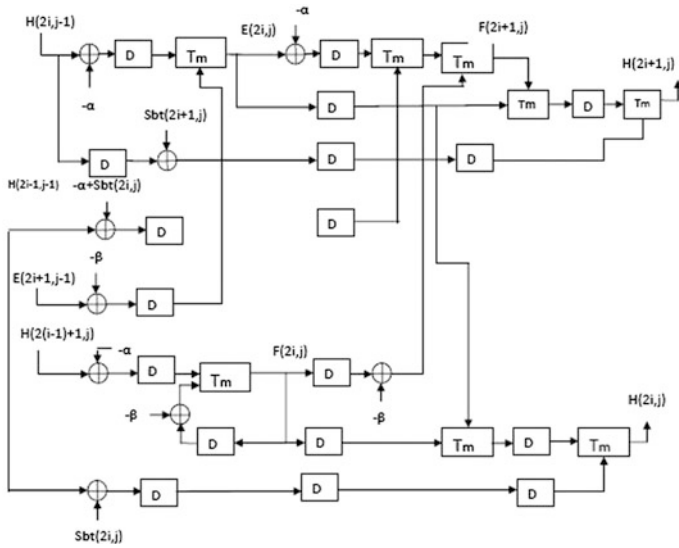 H(2i,j-1)
-α
E(2i,j)
F(2i+1,j)
H(2i+1,j)
D
Tm
D
Tm
Tm
-α
Sbt(2i+1,j)
D
Tm
D
Tm
D
D
D
H(2i-1,j-1)
-α+Sbt(2i,j)
D
D
-β
E(2i+1,j-1)
D
H(2(i-1)+1,j)
-α
F(2i,j)
D
Tm
D
-β
-β
H(2i,j)
D
D
Tm
D
Tm
D
D
D
Sbt(2i,j)